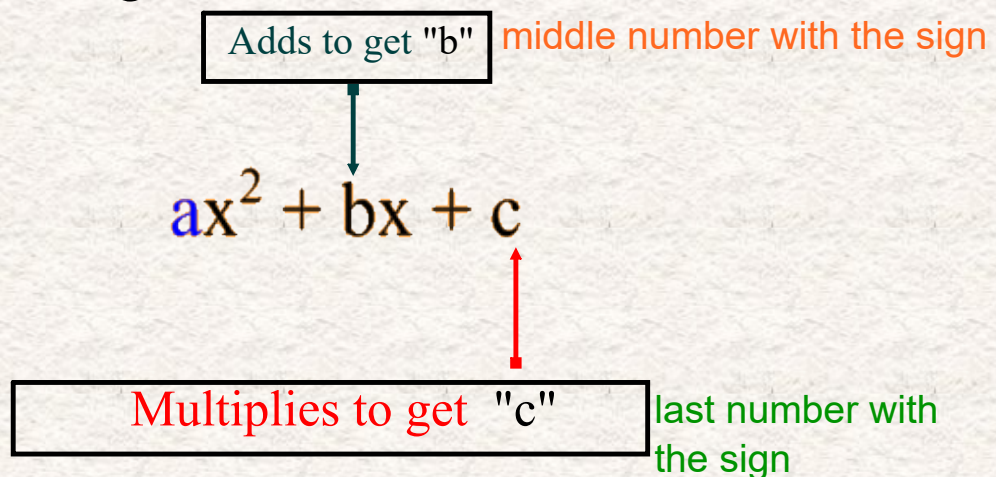 Adds to get "b" middle number with the sign
ax² + bx + c
Multiplies to get "c" last number with
the sign